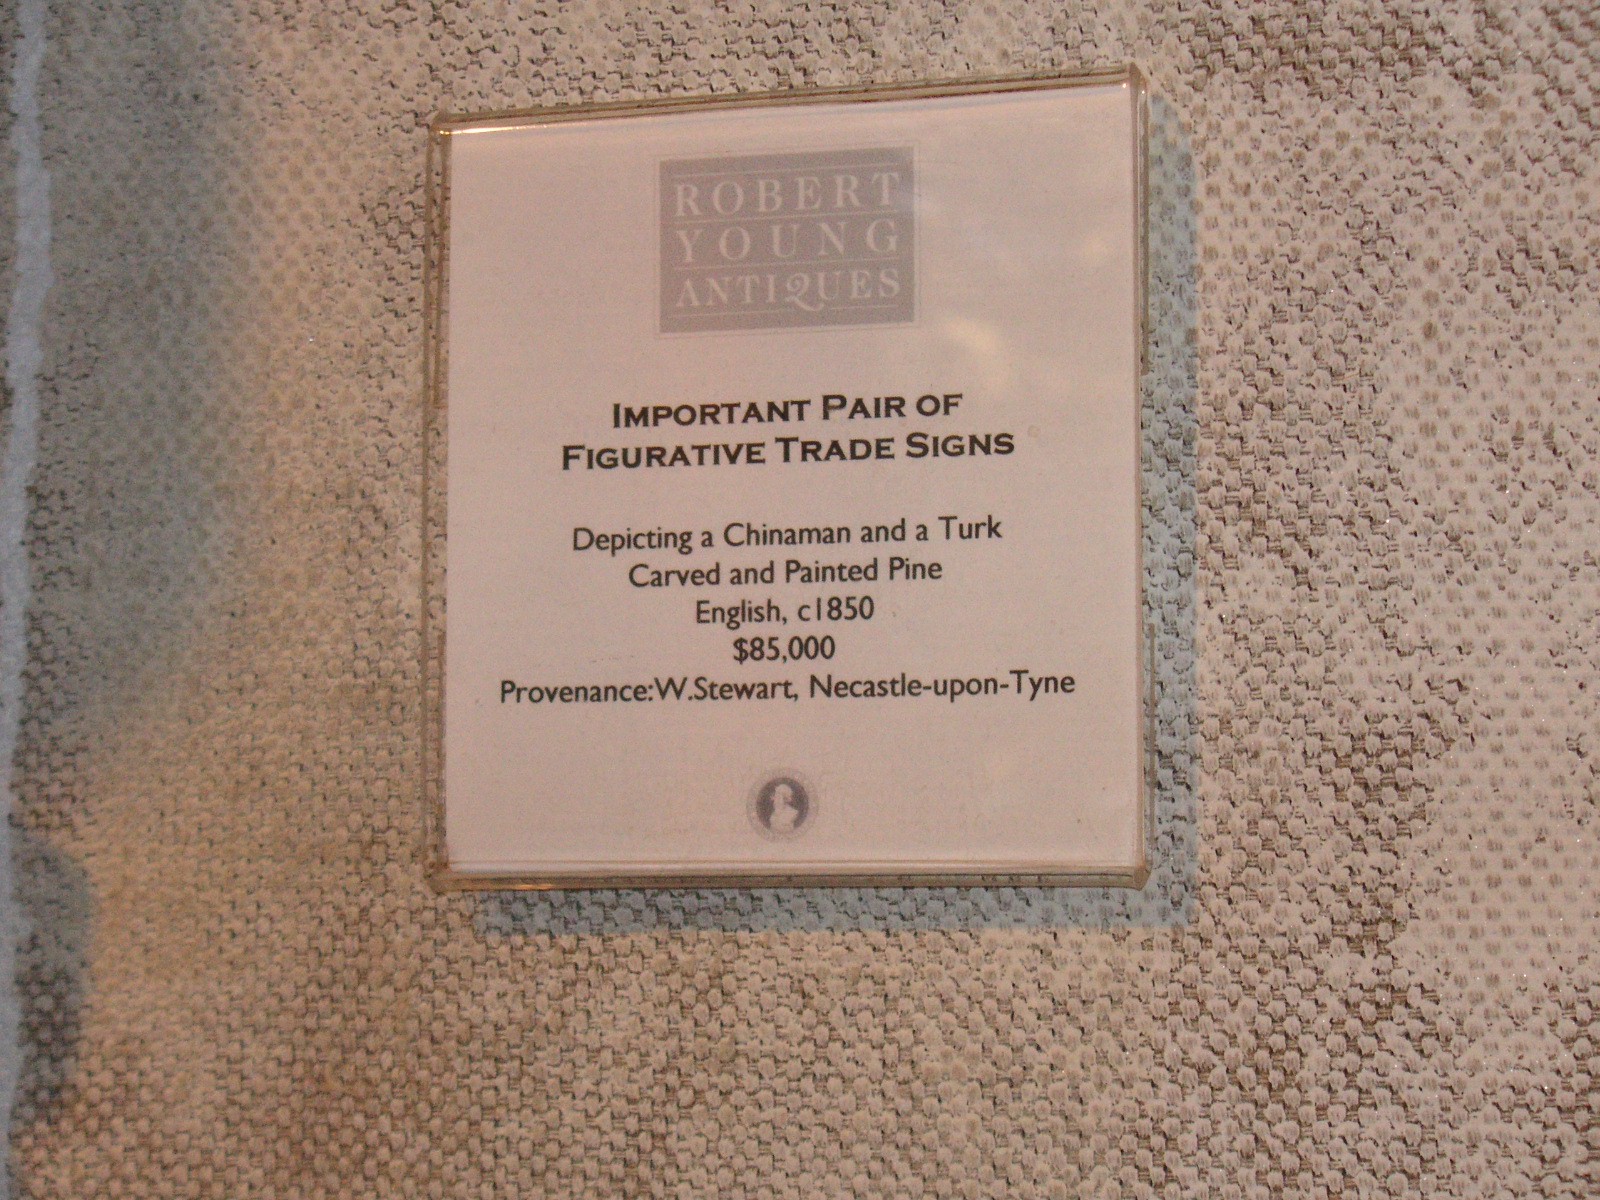 ROBERT
YOUNG
ANTIQUES
IMPORTANT PAIR OF
FIGURATIVE TRADE SIGNS
Depicting a Chinaman and a Turk
Carved and Painted Pine
English, c1850
$85,000
Provenance:W.Stewart, Necastle-upon-Tyne